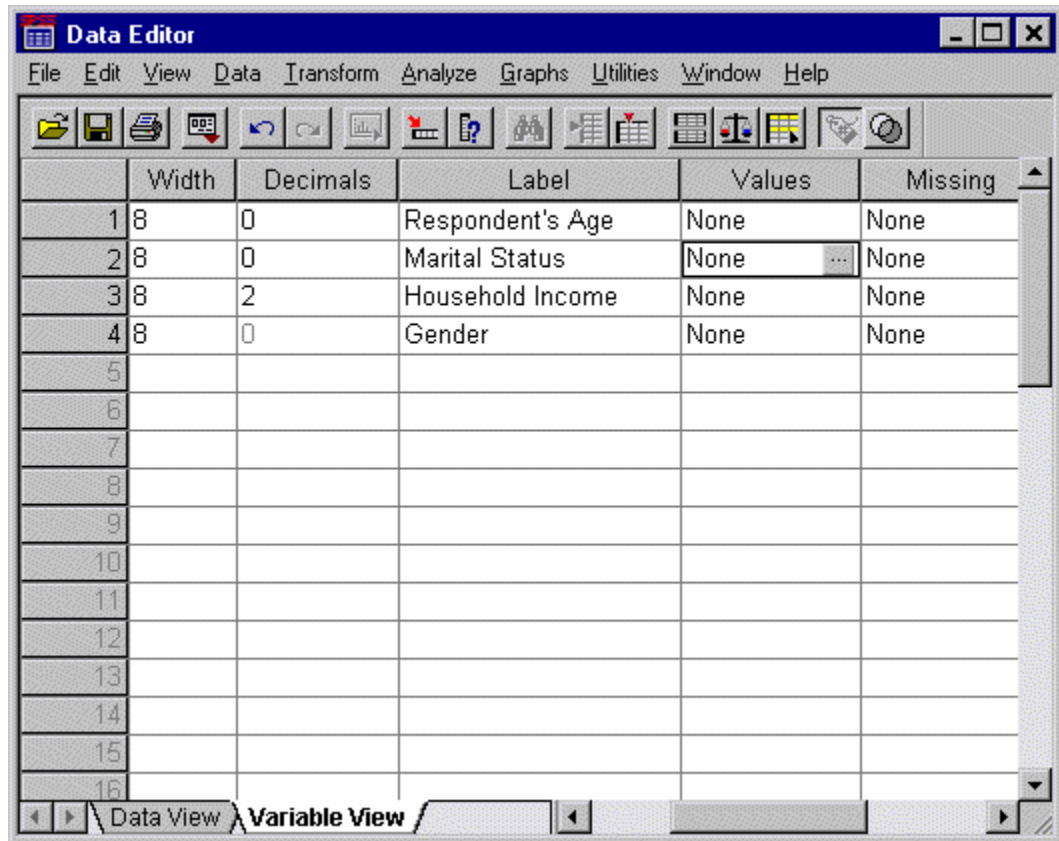 SPSS
Data Editor
File Edit View Data Transform Analyze Graphs Utilities Window Help
Width Decimals Label Values Missing
1 8 0 Respondent's Age None None
2 8 0 Marital Status None ... None
3 8 2 Household Income None None
4 8 0 Gender None None
5
6
7
8
9
10
11
12
13
14
15
16
Data View Variable View